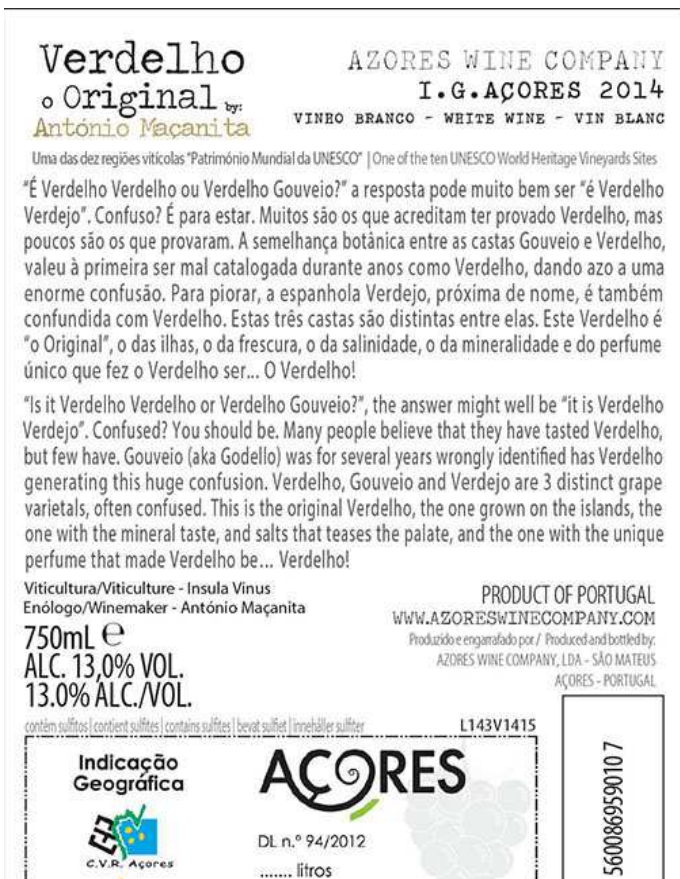 Verdelho
o Original by:
António Maçanita
AZORES WINE COMPANY
I.G.AÇORES 2014
VINHO BRANCO - WHITE WINE - VIN BLANC
Uma das dez regiões vitícolas "Património Mundial da UNESCO" | One of the ten UNESCO World Heritage Vineyards Sites
"É Verdelho Verdelho ou Verdelho Gouveio?" a resposta pode muito bem ser "é Verdelho
Verdejo". Confuso? É para estar. Muitos são os que acreditam ter provado Verdelho, mas
poucos são os que provaram. A semelhança botânica entre as castas Gouveio e Verdelho,
valeu à primeira ser mal catalogada durante anos como Verdelho, dando azo a uma
enorme confusão. Para piorar, a espanhola Verdejo, próxima de nome, é também
confundida com Verdelho. Estas três castas são distintas entre elas. Este Verdelho é
"o Original", o das ilhas, o da frescura, o da salinidade, o da mineralidade e do perfume
único que fez o Verdelho ser... O Verdelho!
"Is it Verdelho Verdelho or Verdelho Gouveio?", the answer might well be "it is Verdelho
Verdejo". Confused? You should be. Many people believe that they have tasted Verdelho,
but few have. Gouveio (aka Godello) was for several years wrongly identified has Verdelho
generating this huge confusion. Verdelho, Gouveio and Verdejo are 3 distinct grape
varietals, often confused. This is the original Verdelho, the one grown on the islands, the
one with the mineral taste, and salts that teases the palate, and the one with the unique
perfume that made Verdelho be... Verdelho!
Viticultura/Viticulture - Insula Vinus
Enólogo/Winemaker - António Maçanita
750mL ℮
ALC. 13,0% VOL.
13.0% ALC./VOL.
PRODUCT OF PORTUGAL
WWW.AZORESWINECOMPANY.COM
Produzido e engarrafado por / Produced and bottled by:
AZORES WINE COMPANY, LDA - SÃO MATEUS
AÇORES - PORTUGAL
contém sulfitos | contient sulfites | contains sulfites | bevat sulfiet | innehåller sulfiter
L143V1415
Indicação
Geográfica
C.V.R. Açores
AÇORES
DL n.º 94/2012
....... litros
5600869590107